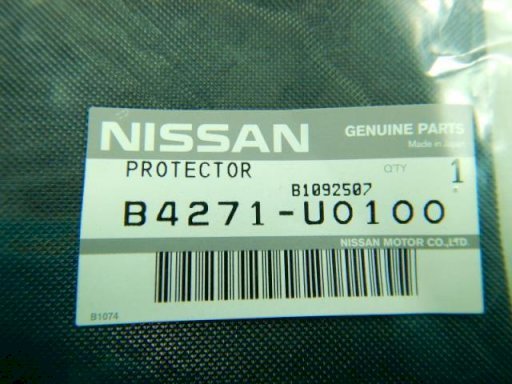 NISSAN GENUINE PARTS
Made in Japan
PROTECTOR QTY 1
B1092507
B4271-U0100
NISSAN MOTOR CO.,LTD.
B1074